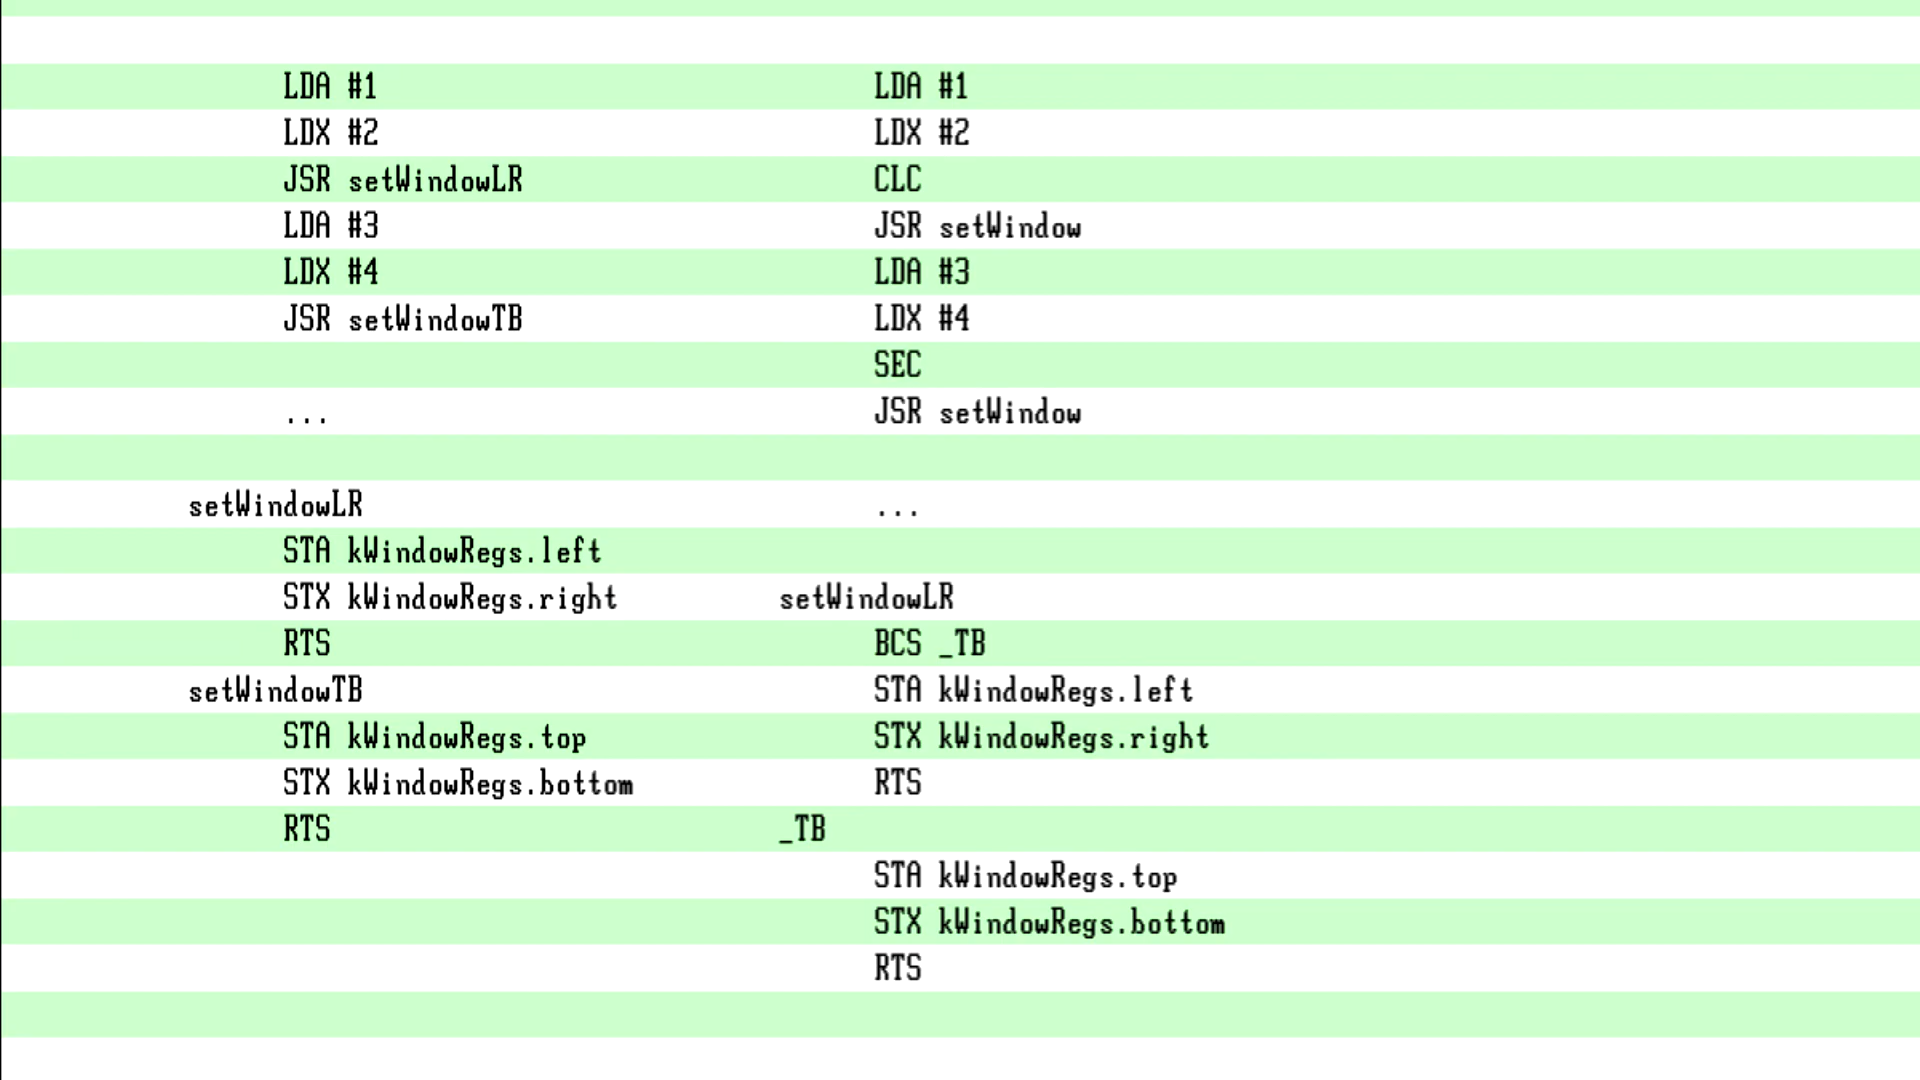 LDA #1
LDX #2
JSR setWindowLR
LDA #3
LDX #4
JSR setWindowTB
...
setWindowLR
STA kWindowRegs.left
STX kWindowRegs.right
RTS
setWindowTB
STA kWindowRegs.top
STX kWindowRegs.bottom
RTS
LDA #1
LDX #2
CLC
JSR setWindow
LDA #3
LDX #4
SEC
JSR setWindow
...
setWindowLR
BCS _TB
STA kWindowRegs.left
STX kWindowRegs.right
RTS
_TB
STA kWindowRegs.top
STX kWindowRegs.bottom
RTS